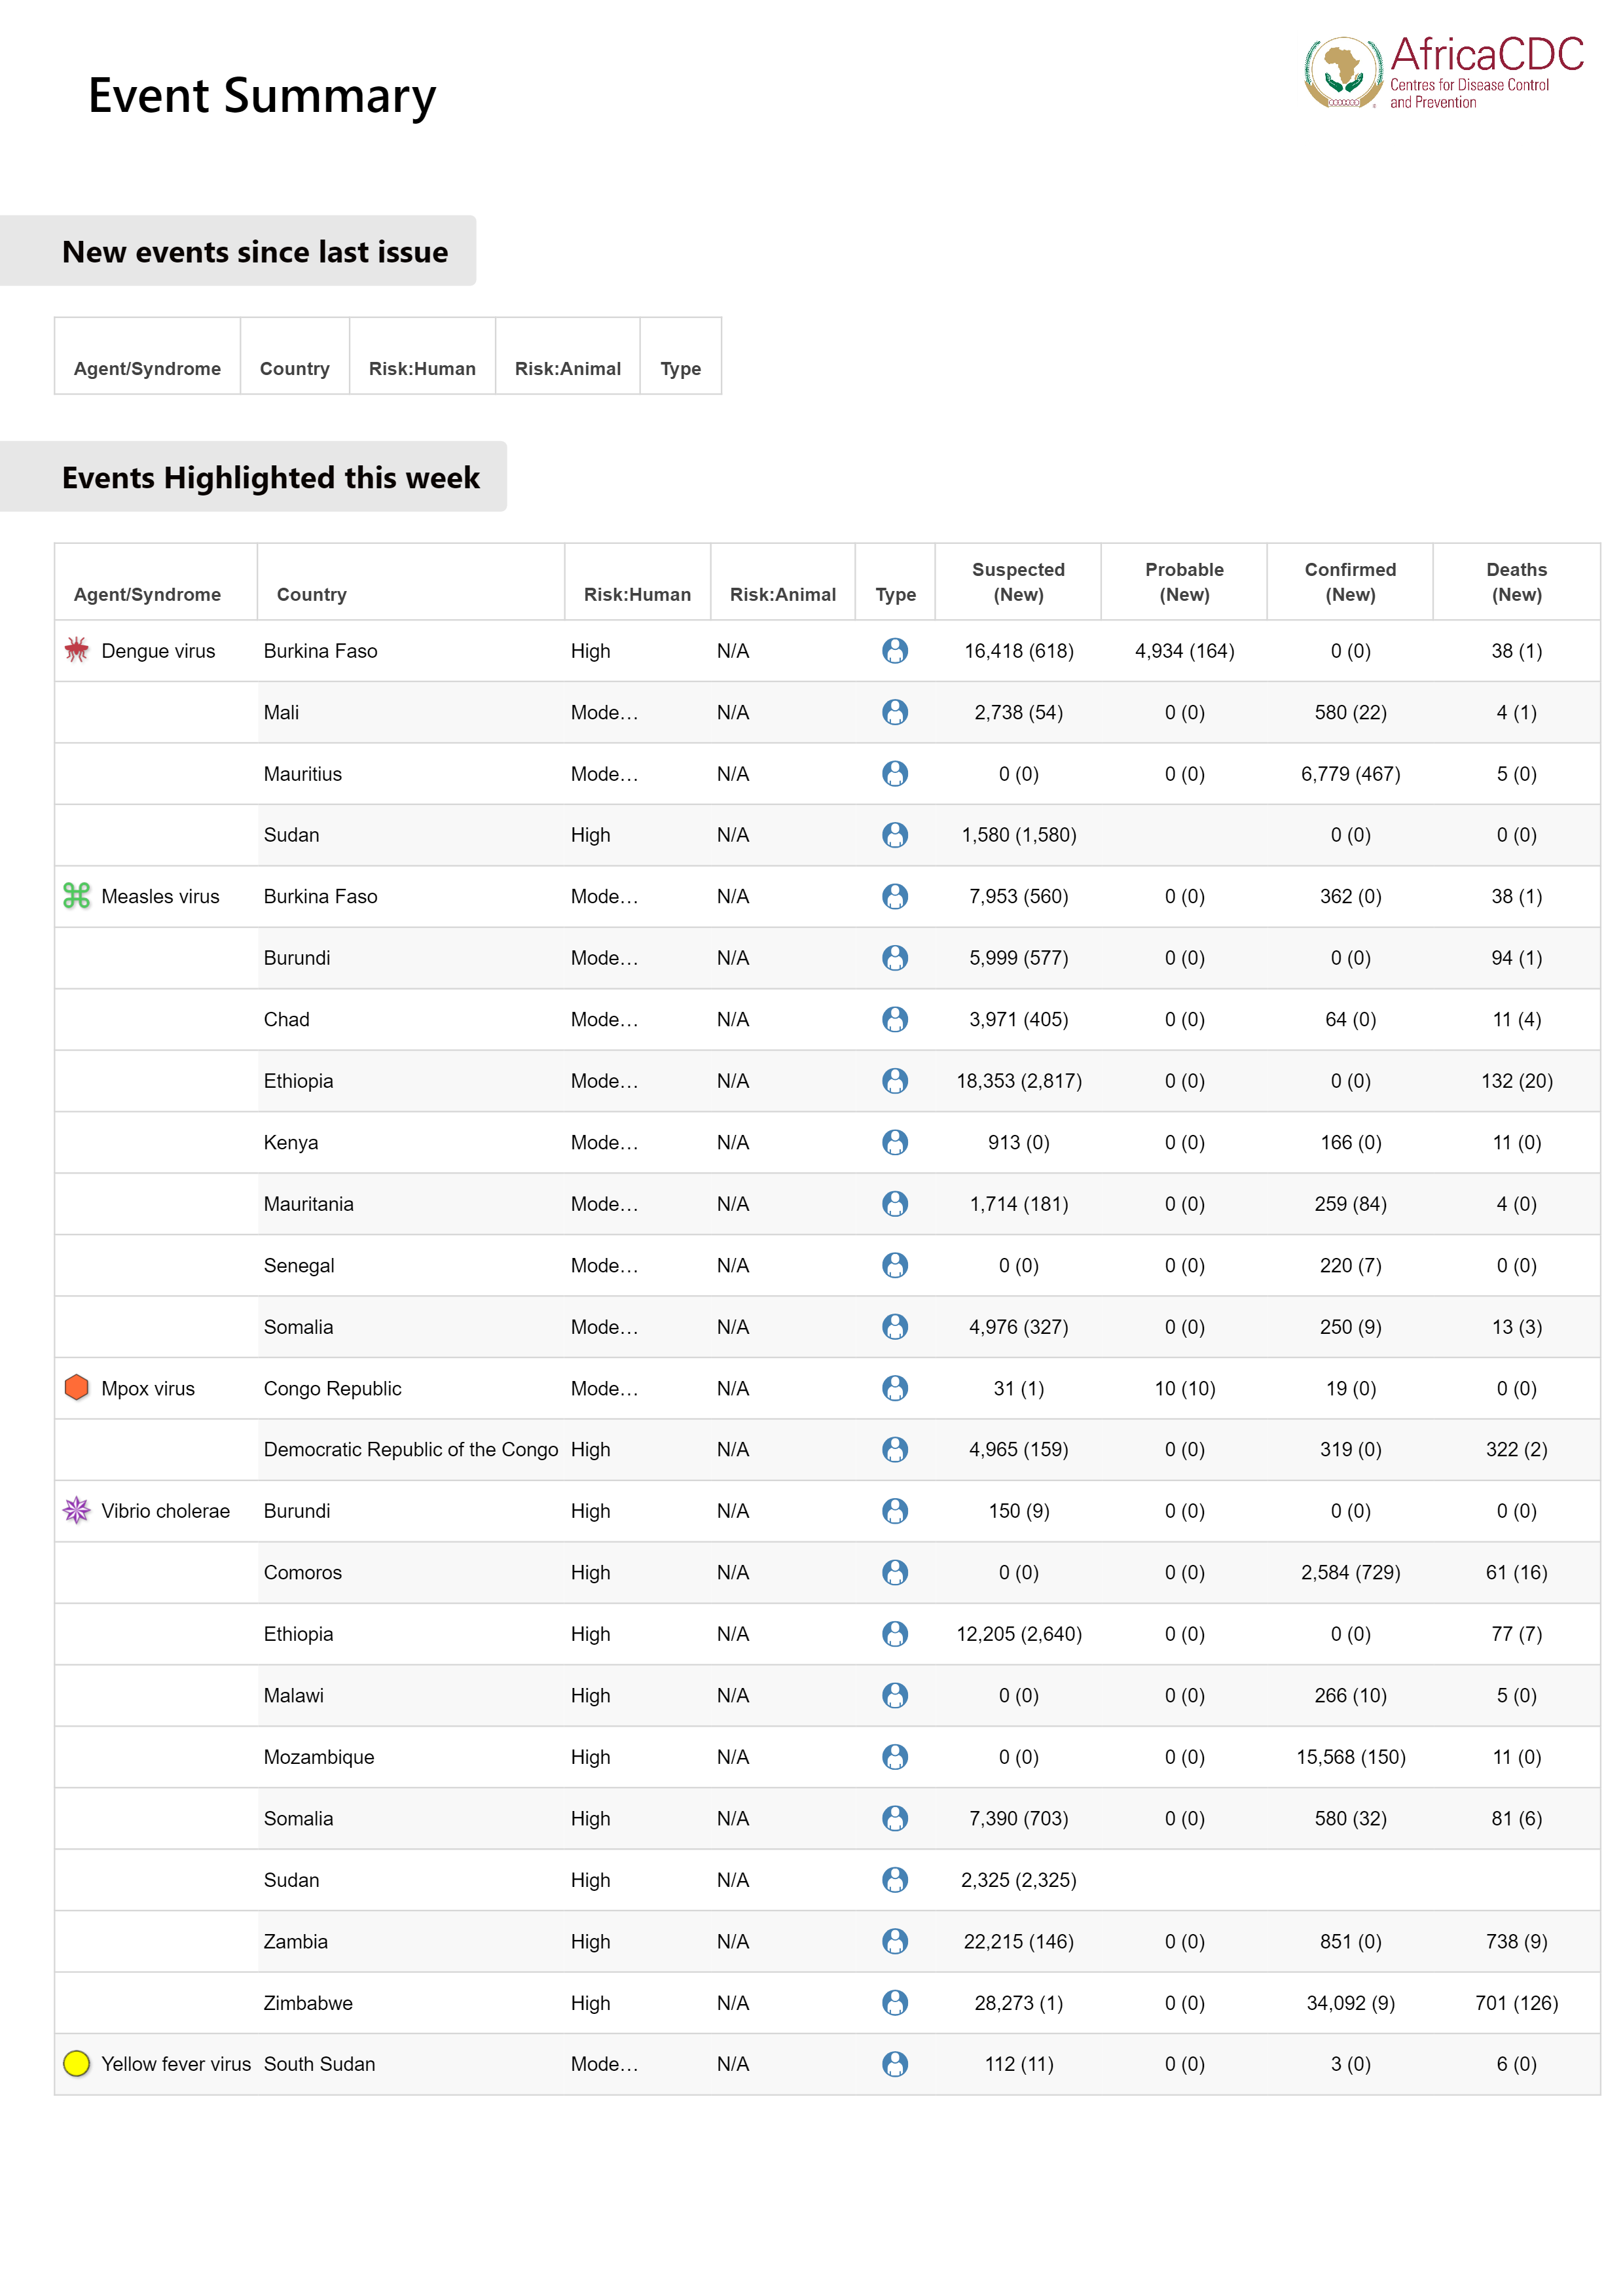 AfricaCDC
Centres for Disease Control
and Prevention
Event Summary
New events since last issue
Agent/Syndrome Country Risk:Human Risk:Animal Type
Events Highlighted this week
Agent/Syndrome Country Risk:Human Risk:Animal Type Suspected (New) Probable (New) Confirmed (New) Deaths (New)
Dengue virus Burkina Faso High N/A 16,418 (618) 4,934 (164) 0 (0) 38 (1)
Mali Mode… N/A 2,738 (54) 0 (0) 580 (22) 4 (1)
Mauritius Mode… N/A 0 (0) 0 (0) 6,779 (467) 5 (0)
Sudan High N/A 1,580 (1,580) 0 (0) 0 (0)
Measles virus Burkina Faso Mode… N/A 7,953 (560) 0 (0) 362 (0) 38 (1)
Burundi Mode… N/A 5,999 (577) 0 (0) 0 (0) 94 (1)
Chad Mode… N/A 3,971 (405) 0 (0) 64 (0) 11 (4)
Ethiopia Mode… N/A 18,353 (2,817) 0 (0) 0 (0) 132 (20)
Kenya Mode… N/A 913 (0) 0 (0) 166 (0) 11 (0)
Mauritania Mode… N/A 1,714 (181) 0 (0) 259 (84) 4 (0)
Senegal Mode… N/A 0 (0) 0 (0) 220 (7) 0 (0)
Somalia Mode… N/A 4,976 (327) 0 (0) 250 (9) 13 (3)
Mpox virus Congo Republic Mode… N/A 31 (1) 10 (10) 19 (0) 0 (0)
Democratic Republic of the Congo High N/A 4,965 (159) 0 (0) 319 (0) 322 (2)
Vibrio cholerae Burundi High N/A 150 (9) 0 (0) 0 (0) 0 (0)
Comoros High N/A 0 (0) 0 (0) 2,584 (729) 61 (16)
Ethiopia High N/A 12,205 (2,640) 0 (0) 0 (0) 77 (7)
Malawi High N/A 0 (0) 0 (0) 266 (10) 5 (0)
Mozambique High N/A 0 (0) 0 (0) 15,568 (150) 11 (0)
Somalia High N/A 7,390 (703) 0 (0) 580 (32) 81 (6)
Sudan High N/A 2,325 (2,325)
Zambia High N/A 22,215 (146) 0 (0) 851 (0) 738 (9)
Zimbabwe High N/A 28,273 (1) 0 (0) 34,092 (9) 701 (126)
Yellow fever virus South Sudan Mode… N/A 112 (11) 0 (0) 3 (0) 6 (0)